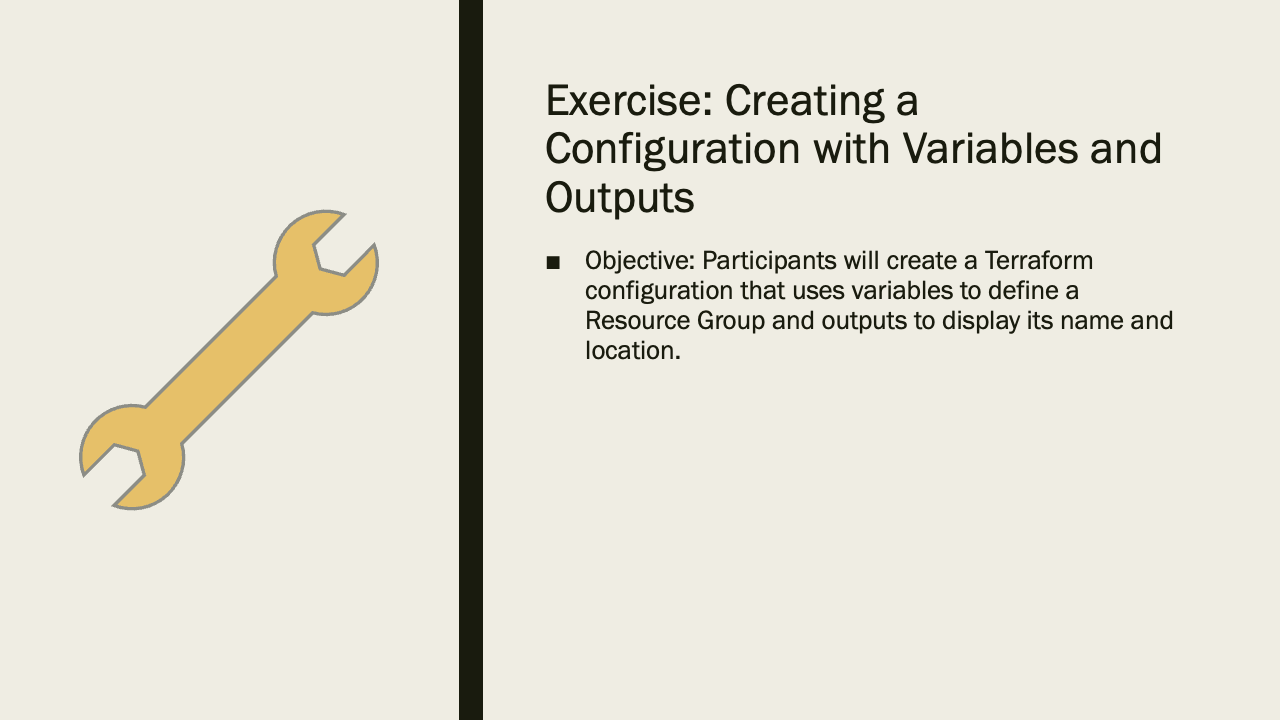 Exercise: Creating a
Configuration with Variables and
Outputs
■ Objective: Participants will create a Terraform
configuration that uses variables to define a
Resource Group and outputs to display its name and
location.